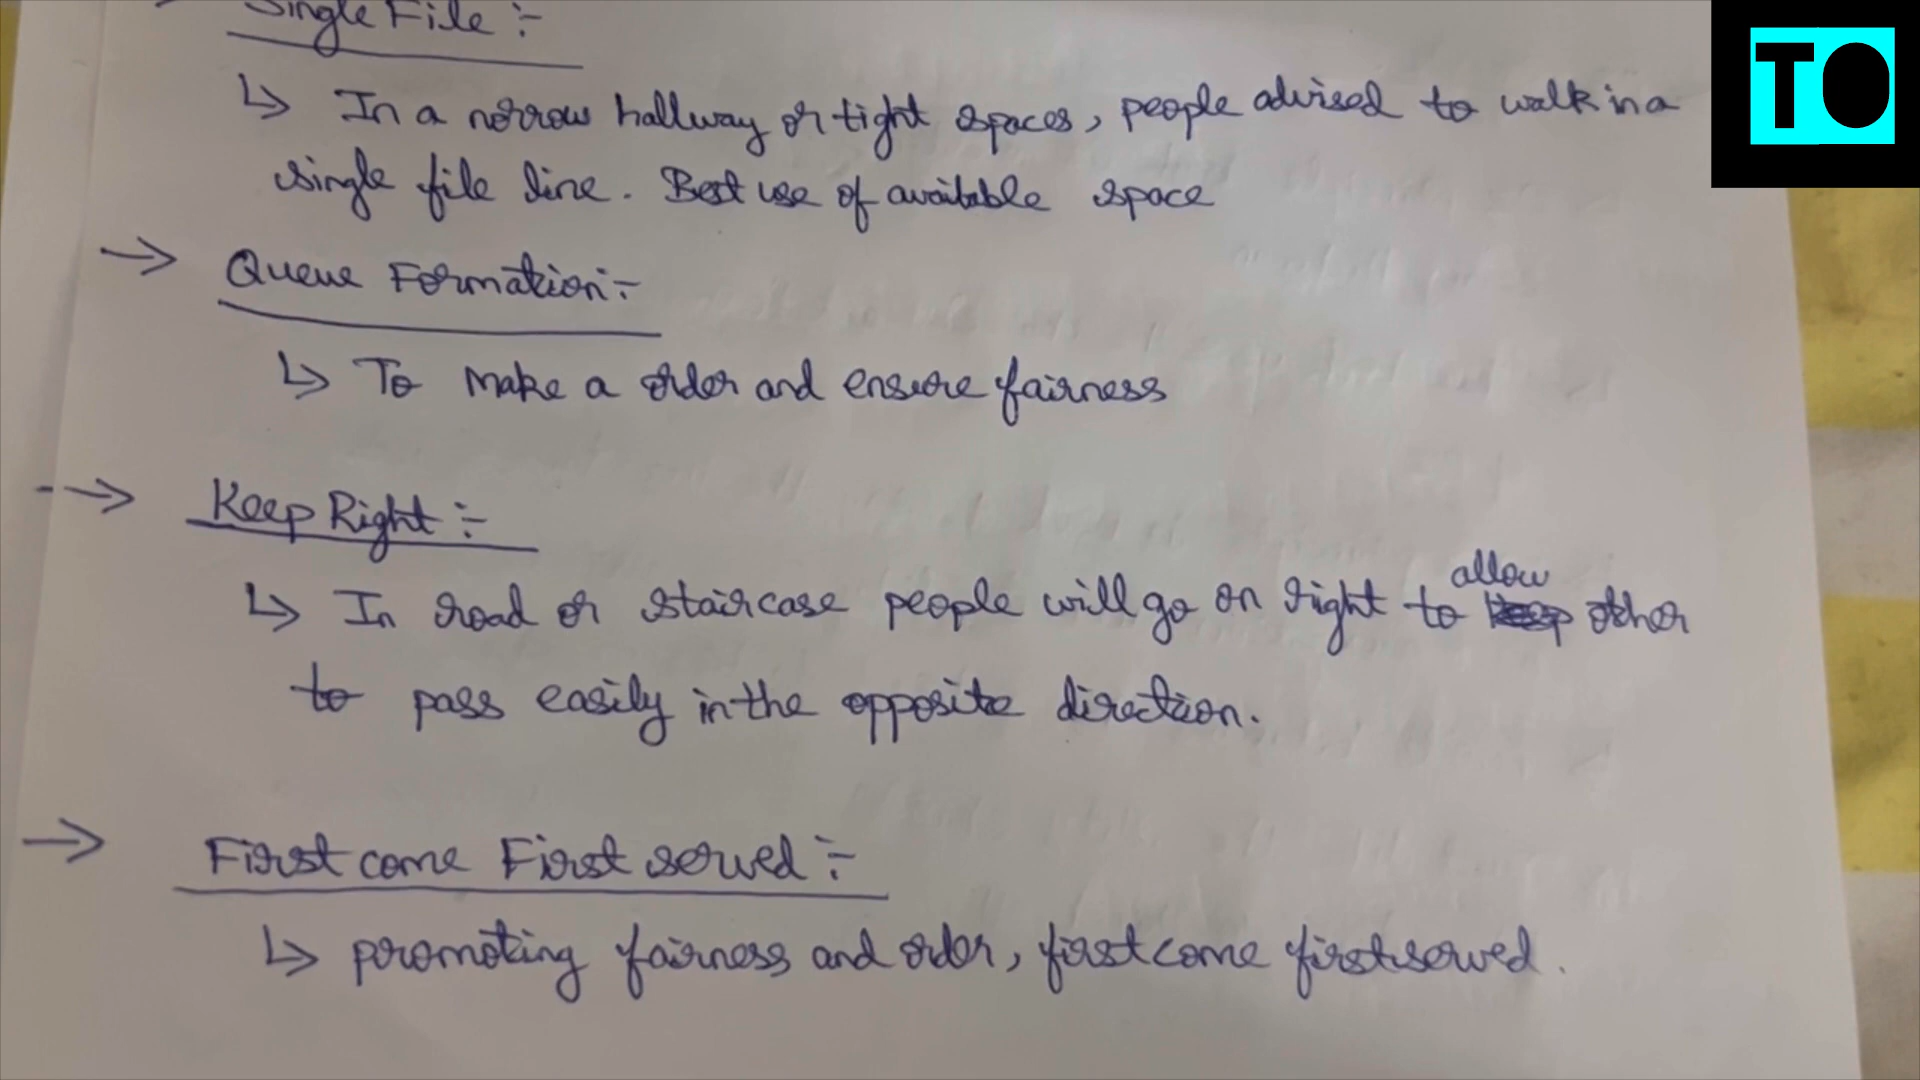 Single File :-
↳ In a norrow hallway or tight spaces, people advised to walk in a
single file line. Best use of available space
→ Queue Formation:-
↳ To make a order and ensure fairness
--> Keep Right :-
↳ In road or staircase people will go on right to allow other
to pass easily in the opposite direction.
→ First come First served :-
↳ promoting fairness and order, first come first served.
TO